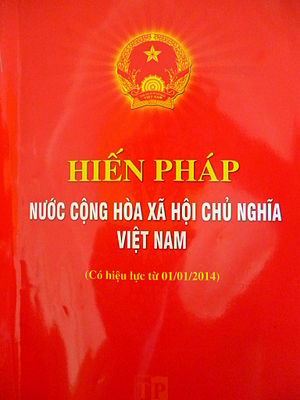 HIẾN PHÁP
NƯỚC CỘNG HÒA XÃ HỘI CHỦ NGHĨA
VIỆT NAM
(Có hiệu lực từ 01/01/2014)